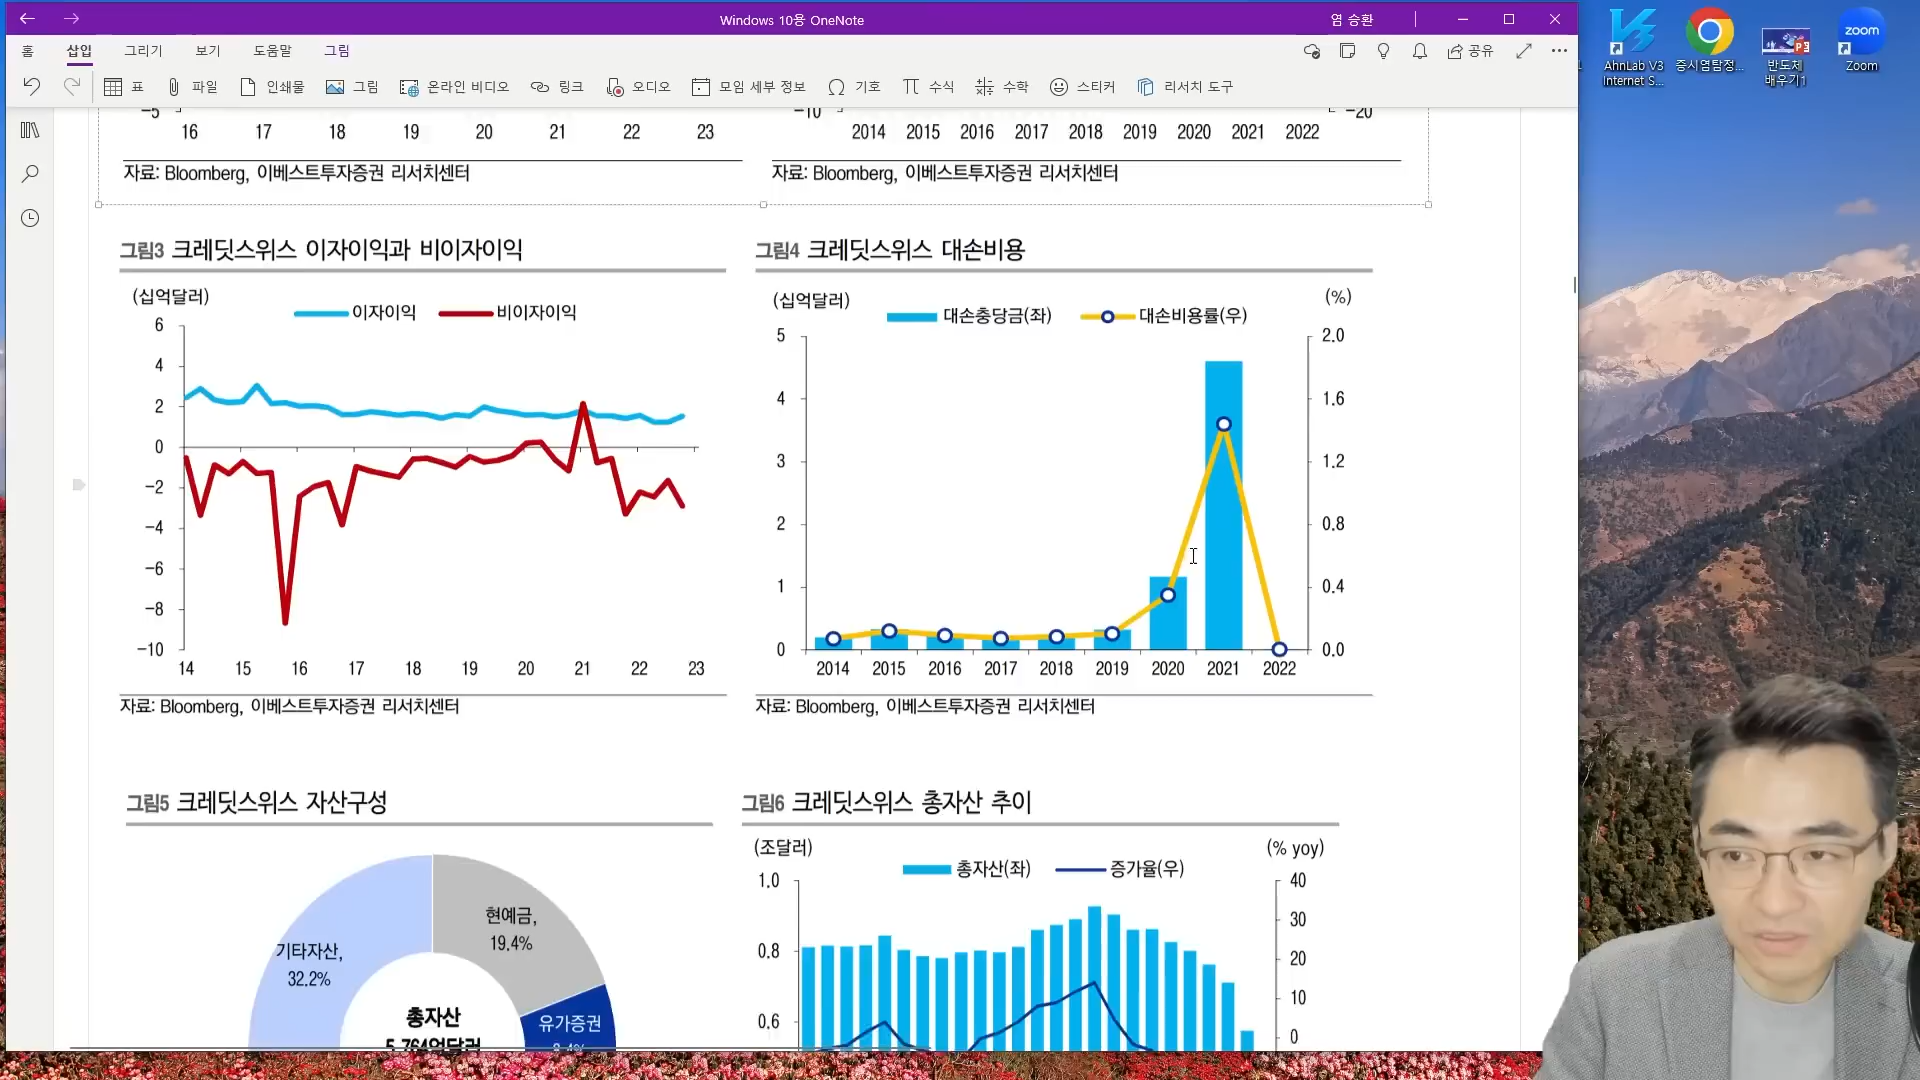 Windows 10용 OneNote
염 승환
홈 삽입 그리기 보기 도움말 그림
공유
표 파일 인쇄물 그림 온라인 비디오 링크 오디오 모임 세부 정보 기호 수식 수학 스티커 리서치 도구
AhnLab V3 Internet S...
증시염탐정...
반도체 배우기1
zoom
Zoom
-5
16 17 18 19 20 21 22 23
-10 -20
2014 2015 2016 2017 2018 2019 2020 2021 2022
자료: Bloomberg, 이베스트투자증권 리서치센터
자료: Bloomberg, 이베스트투자증권 리서치센터
그림3 크레딧스위스 이자이익과 비이자이익
(십억달러)
이자이익 비이자이익
6
4
2
0
-2
-4
-6
-8
-10
14 15 16 17 18 19 20 21 22 23
자료: Bloomberg, 이베스트투자증권 리서치센터
그림4 크레딧스위스 대손비용
(십억달러) (%)
대손충당금(좌) 대손비용률(우)
5 2.0
4 1.6
3 1.2
2 0.8
1 0.4
0 0.0
2014 2015 2016 2017 2018 2019 2020 2021 2022
자료: Bloomberg, 이베스트투자증권 리서치센터
그림5 크레딧스위스 자산구성
현예금,
19.4%
기타자산,
32.2%
총자산
5,764억달러
유가증권
그림6 크레딧스위스 총자산 추이
(조달러) (% yoy)
총자산(좌) 증가율(우)
1.0 40
30
0.8 20
10
0.6 0